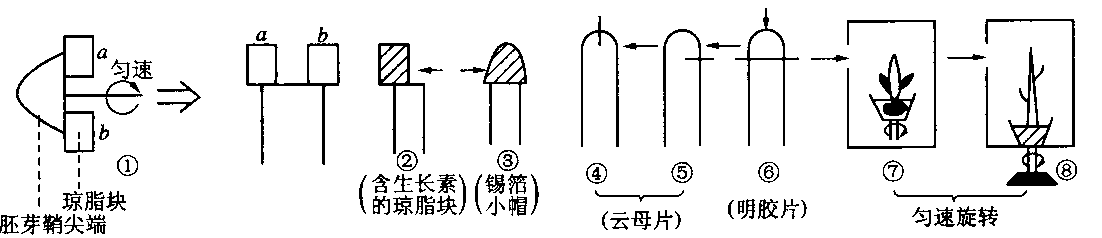 a
匀速
b
①
琼脂块
胚芽鞘尖端
a
b
②
(含生长素
的琼脂块)
③
(锡箔
小帽)
④
⑤
(云母片)
⑥
(明胶片)
⑦
⑧
匀速旋转